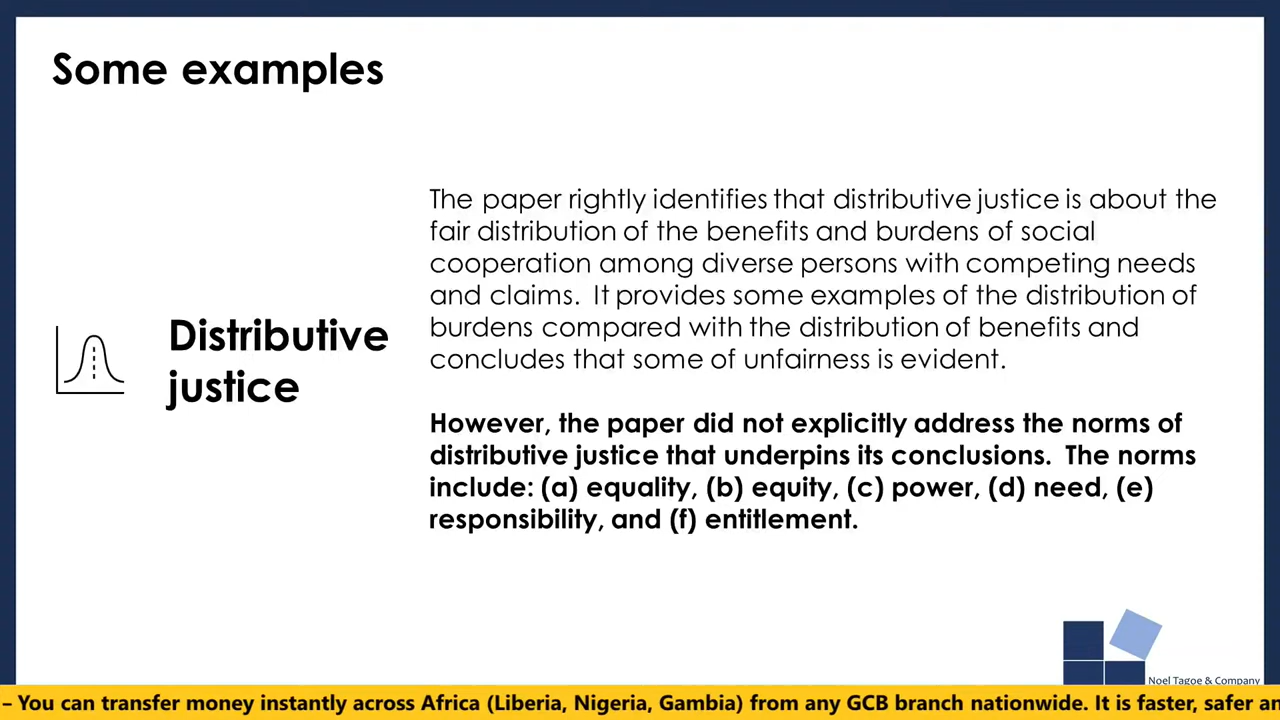 Some examples
Distributive
justice
The paper rightly identifies that distributive justice is about the
fair distribution of the benefits and burdens of social
cooperation among diverse persons with competing needs
and claims.  It provides some examples of the distribution of
burdens compared with the distribution of benefits and
concludes that some of unfairness is evident.
However, the paper did not explicitly address the norms of
distributive justice that underpins its conclusions.  The norms
include: (a) equality, (b) equity, (c) power, (d) need, (e)
responsibility, and (f) entitlement.
Noel Tagoe & Company
– You can transfer money instantly across Africa (Liberia, Nigeria, Gambia) from any GCB branch nationwide. It is faster, safer an